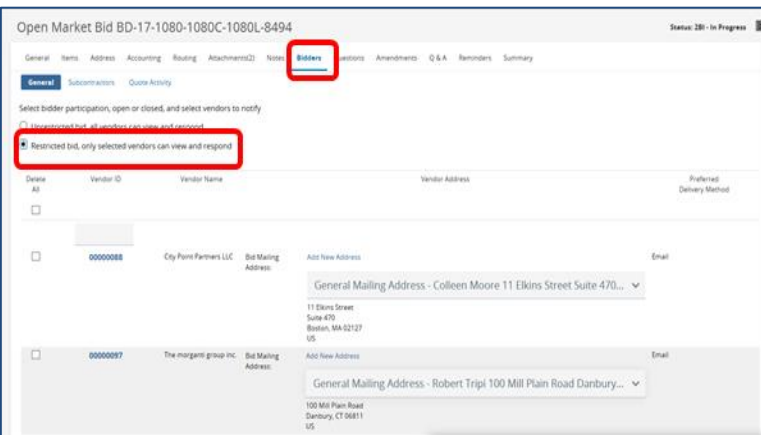 Open Market Bid BD-17-1080-1080C-1080L-8494
Status: 2BI - In Progress
General Items Address Accounting Routing Attachments(2) Notes Bidders Questions Amendments Q & A Reminders Summary
General Subcontractors Quote Activity
Select bidder participation, open or closed, and select vendors to notify
Unrestricted bid, all vendors can view and respond
Restricted bid, only selected vendors can view and respond
Delete All Vendor ID Vendor Name Vendor Address Preferred Delivery Method
00000088 City Point Partners LLC Bid Mailing Address: Add New Address Email
General Mailing Address - Colleen Moore 11 Elkins Street Suite 470...
11 Elkins Street
Suite 470
Boston, MA 02127
US
00000097 The morganti group inc. Bid Mailing Address: Add New Address Email
General Mailing Address - Robert Tripi 100 Mill Plain Road Danbury...
100 Mill Plain Road
Danbury, CT 06811
US